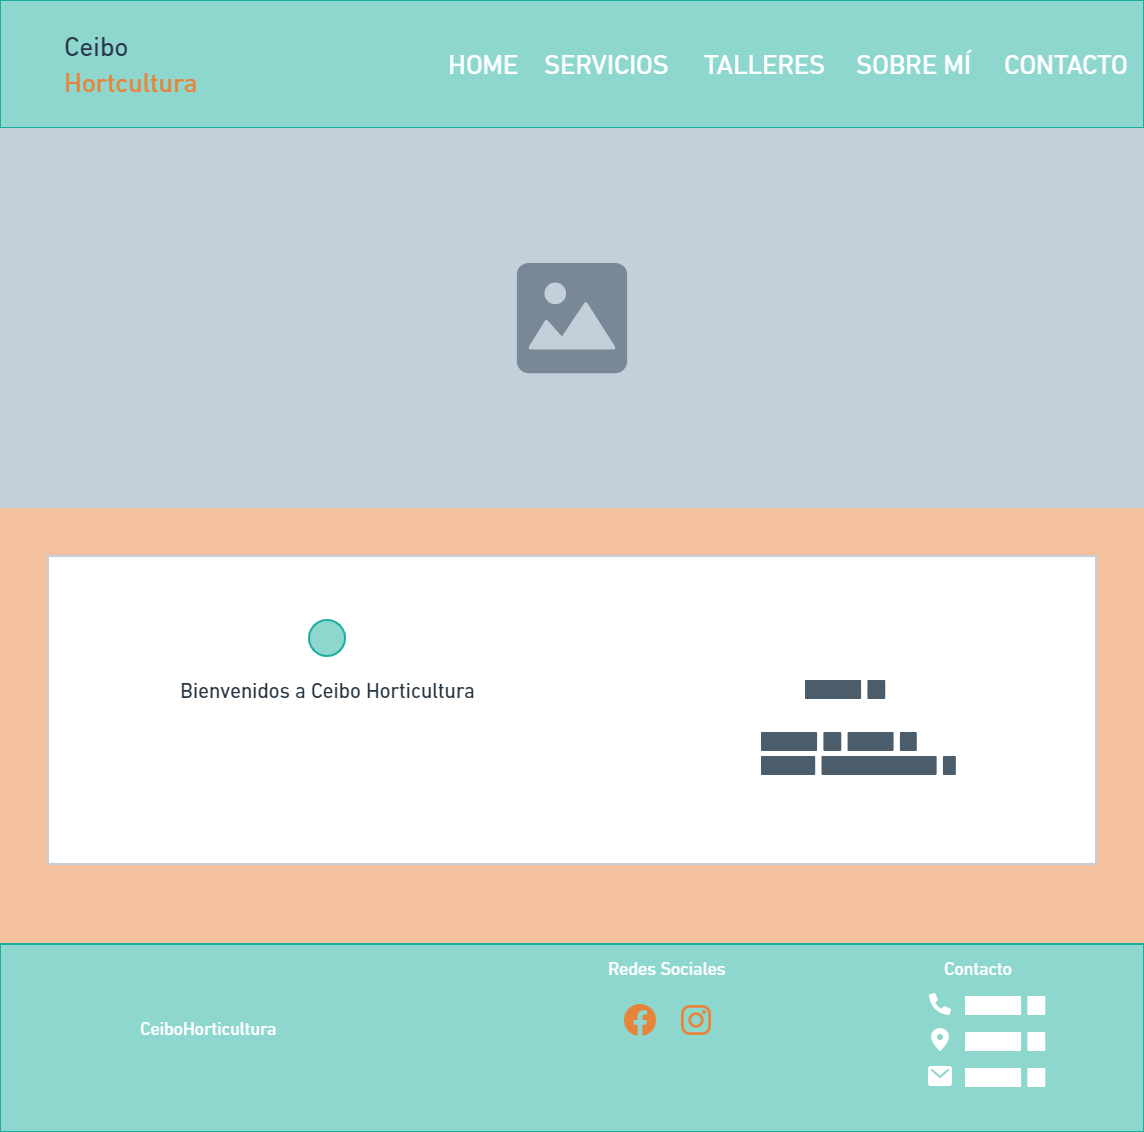 Ceibo
Hortcultura
HOME SERVICIOS TALLERES SOBRE MÍ CONTACTO
Bienvenidos a Ceibo Horticultura
CeiboHorticultura
Redes Sociales
Contacto